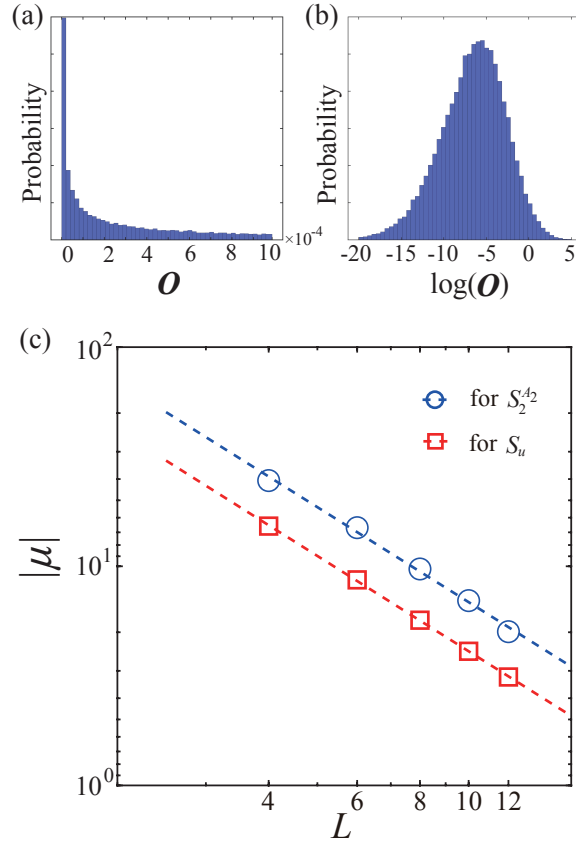 (a)
Probability
0 2 4 6 8 10
×10⁻⁴
O
(b)
Probability
-20 -15 -10 -5 0 5
log(O)
(c)
10²
10¹
10⁰
|μ|
for S₂^{A₂}
for Sᵤ
4 6 8 10 12
L